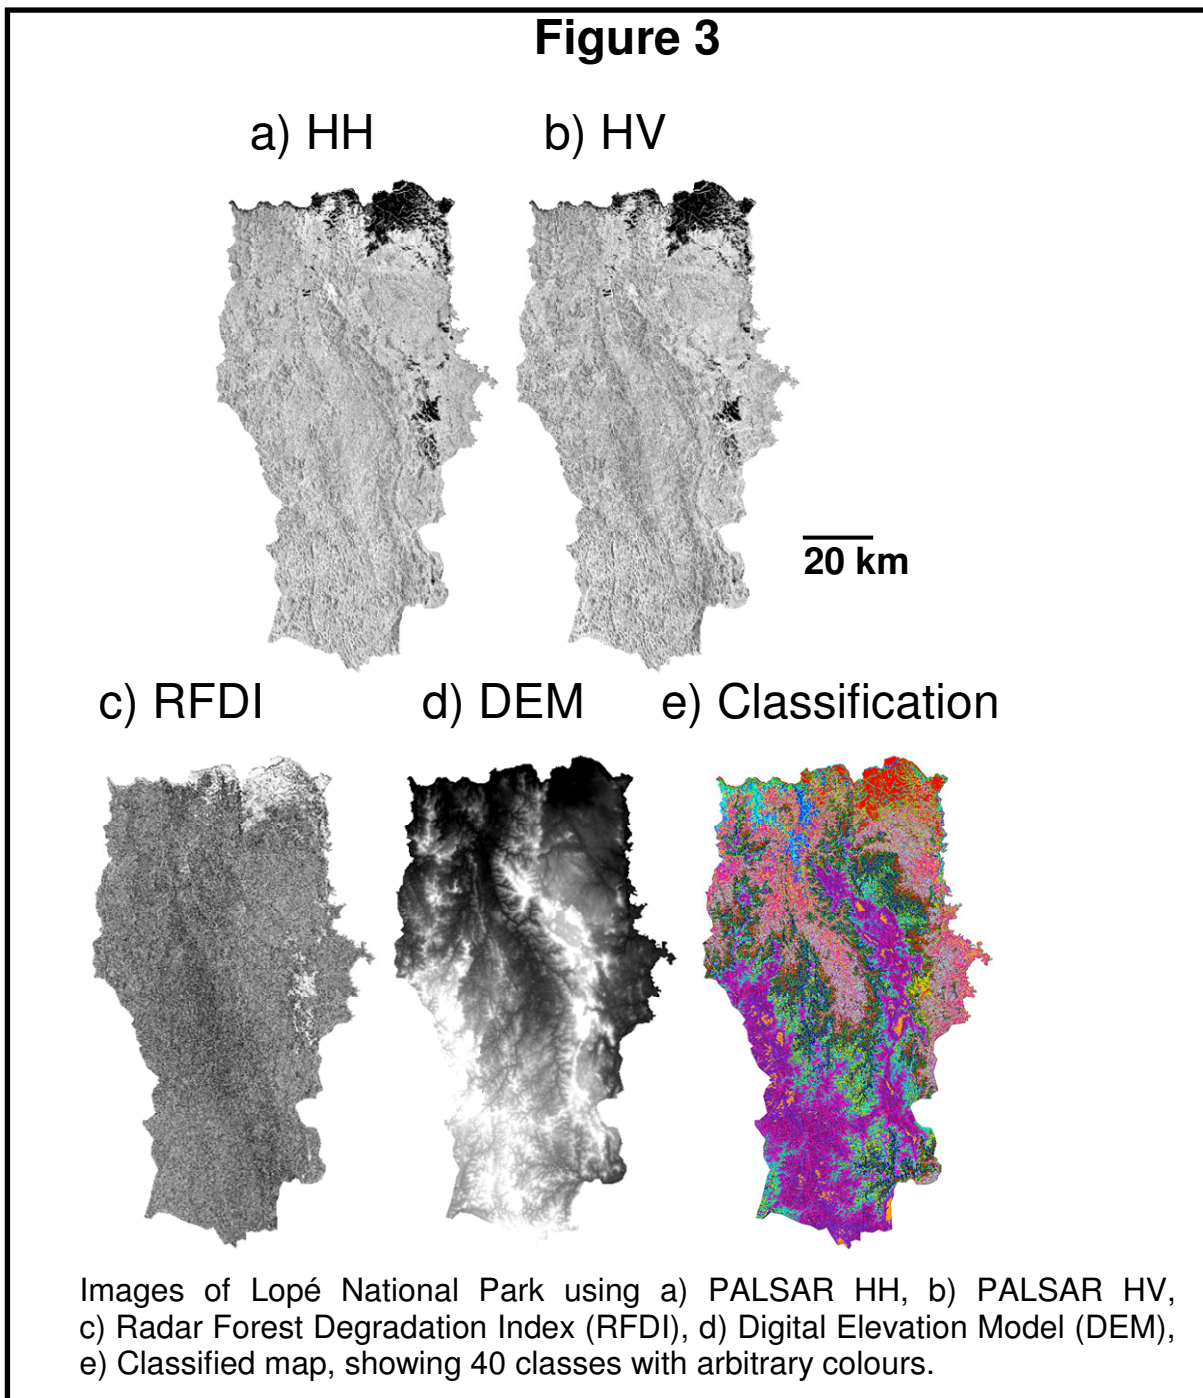 Figure 3
a) HH
b) HV
20 km
c) RFDI
d) DEM
e) Classification
Images of Lopé National Park using a) PALSAR HH, b) PALSAR HV,
c) Radar Forest Degradation Index (RFDI), d) Digital Elevation Model (DEM),
e) Classified map, showing 40 classes with arbitrary colours.